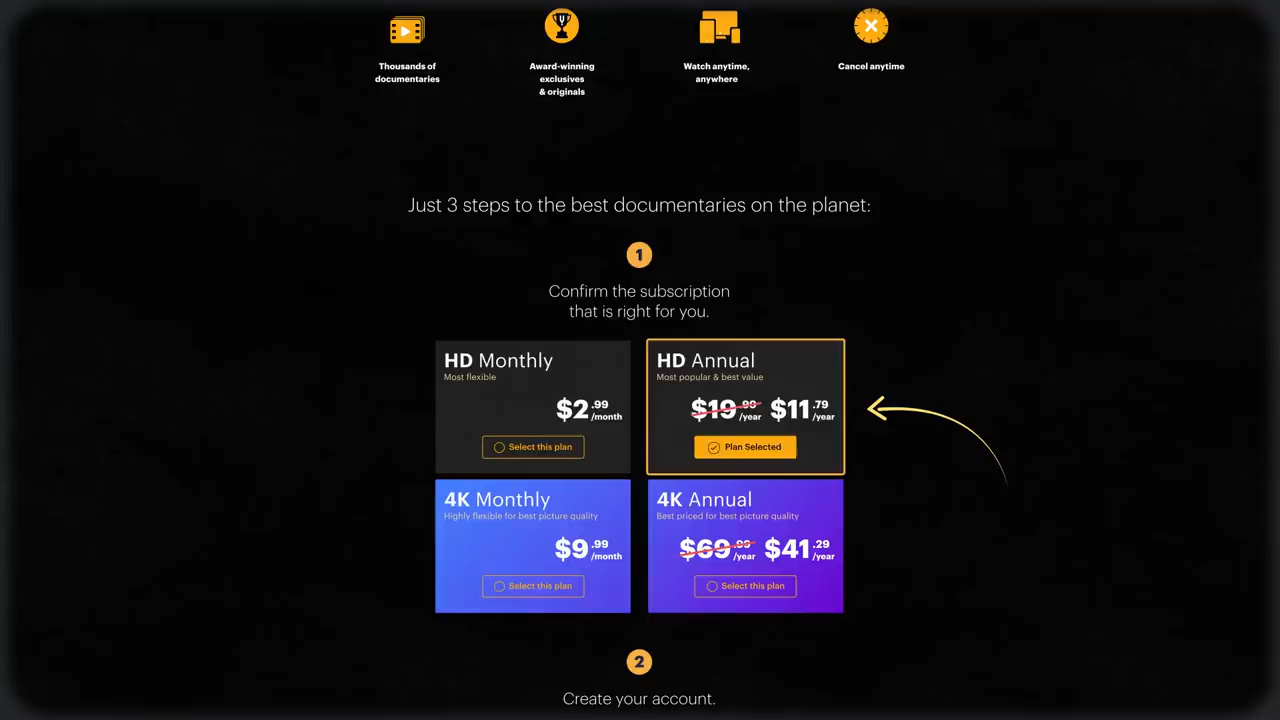 Thousands of
documentaries
Award-winning
exclusives
& originals
Watch anytime,
anywhere
Cancel anytime
Just 3 steps to the best documentaries on the planet:
1
Confirm the subscription
that is right for you.
HD Monthly
Most flexible
$2.99/month
Select this plan
HD Annual
Most popular & best value
$19.99/year $11.79/year
Plan Selected
4K Monthly
Highly flexible for best picture quality
$9.99/month
Select this plan
4K Annual
Best priced for best picture quality
$69.99/year $41.29/year
Select this plan
2
Create your account.